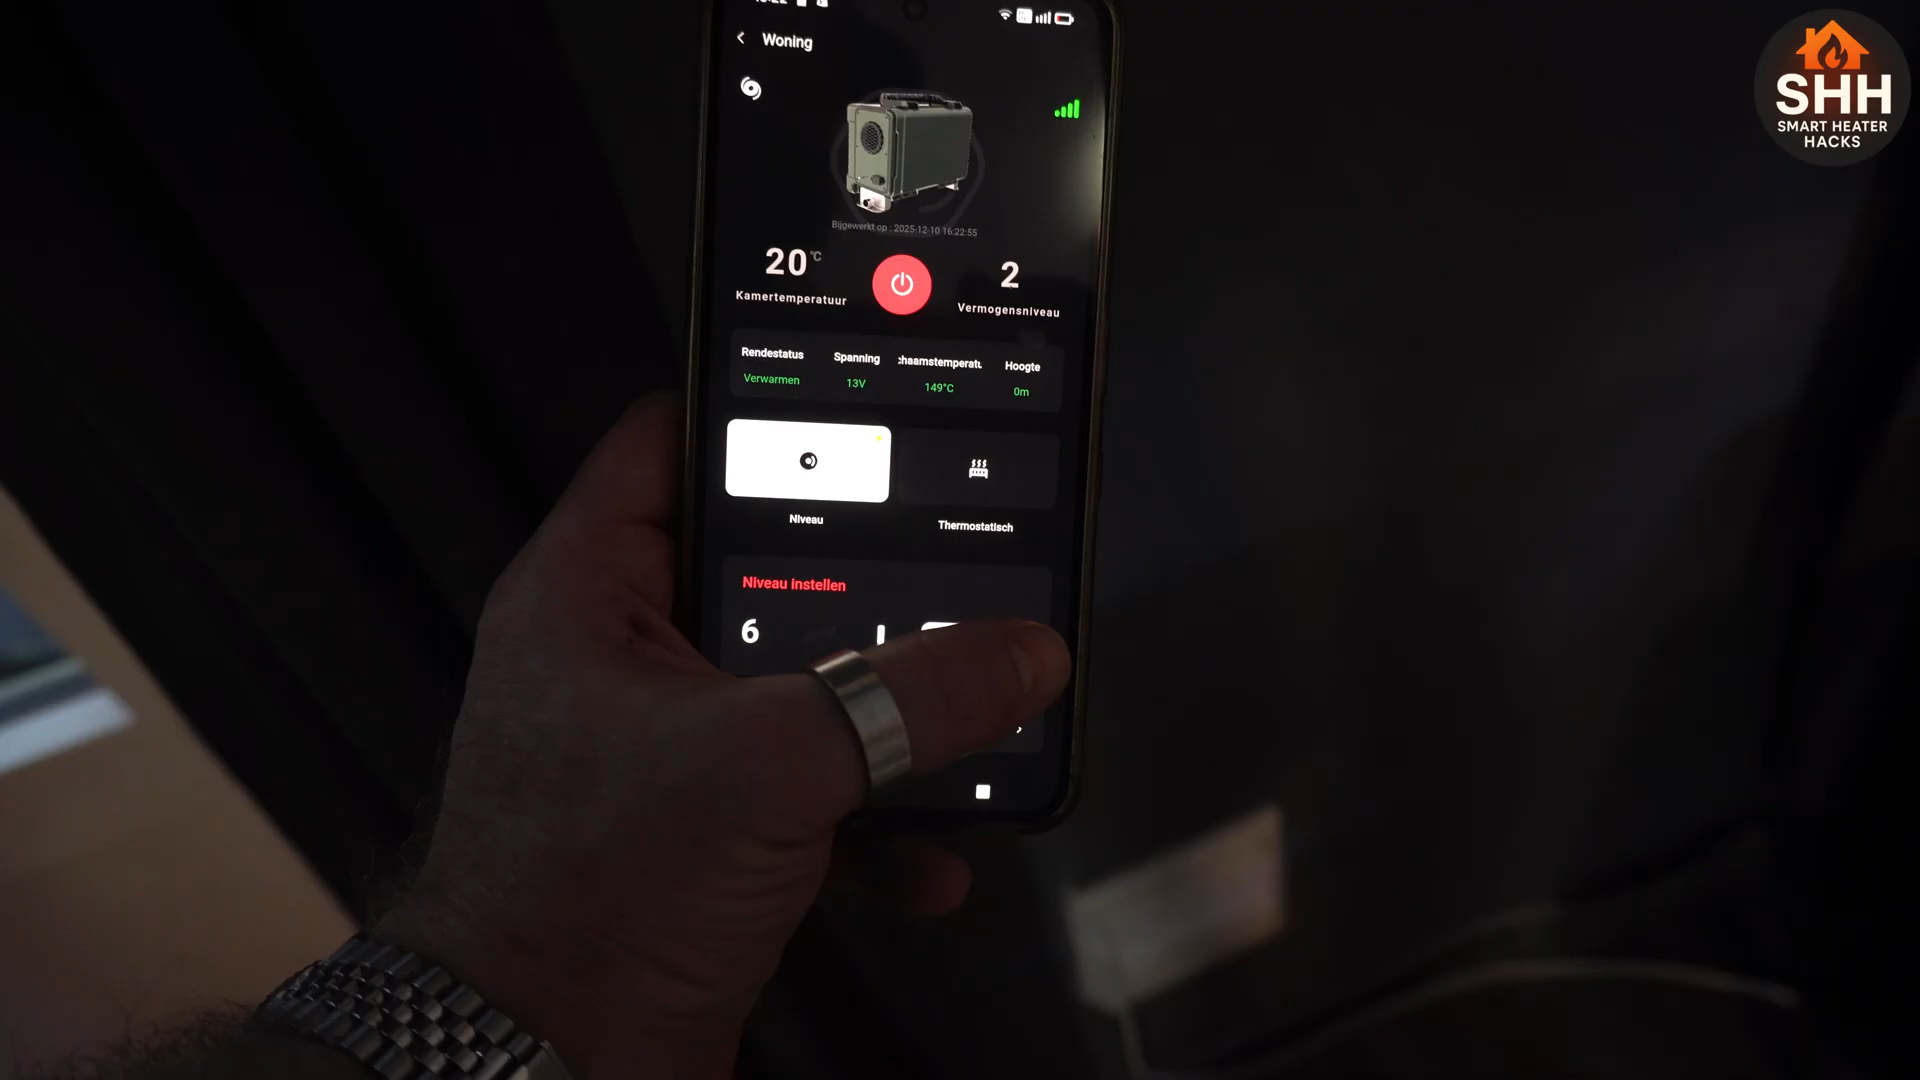 Woning
SHH
SMART HEATER
HACKS
Bijgewerkt op : 2025-12-10 16:22:55
20 °C
2
Kamertemperatuur
Vermogensniveau
Rendestatus Spanning chaamstemperatu Hoogte
Verwarmen 13V 149°C 0m
Niveau Thermostatisch
Niveau instellen
6